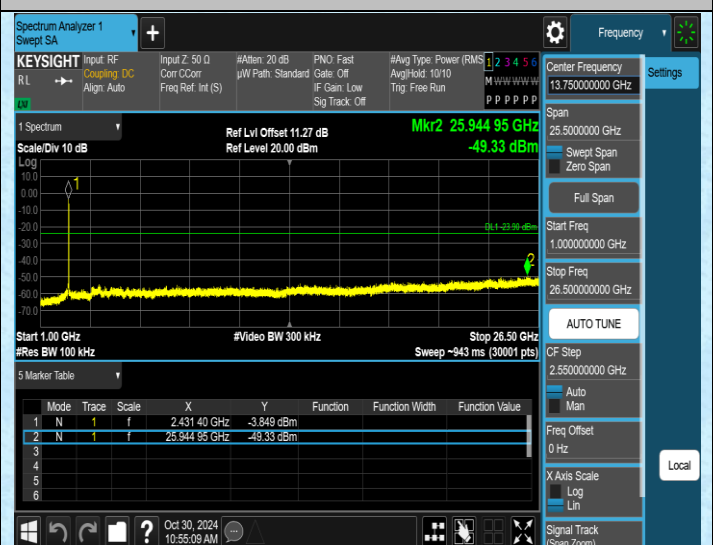 Spectrum Analyzer 1
Swept SA
Frequency
KEYSIGHT
RL
Input: RF
Coupling: DC
Align: Auto
Input Z: 50 Ω
Corr CCorr
Freq Ref: Int (S)
#Atten: 20 dB
µW Path: Standard
PNO: Fast
Gate: Off
IF Gain: Low
Sig Track: Off
#Avg Type: Power (RMS
Avg|Hold: 10/10
Trig: Free Run
1 2 3 4 5 6
M W W W W W
P P P P P P
1 Spectrum
Scale/Div 10 dB
Ref Lvl Offset 11.27 dB
Ref Level 20.00 dBm
Mkr2 25.944 95 GHz
-49.33 dBm
Log
10.0
0.00
-10.0
-20.0
-30.0
-40.0
-50.0
-60.0
-70.0
1
DL1 -23.90 dBm
2
Start 1.00 GHz
#Res BW 100 kHz
#Video BW 300 kHz
Stop 26.50 GHz
Sweep ~943 ms (30001 pts)
5 Marker Table
Mode Trace Scale X Y Function Function Width Function Value
1 N 1 f 2.431 40 GHz -3.849 dBm
2 N 1 f 25.944 95 GHz -49.33 dBm
3
4
5
6
Oct 30, 2024
10:55:09 AM
Center Frequency
13.750000000 GHz
Settings
Span
25.5000000 GHz
Swept Span
Zero Span
Full Span
Start Freq
1.000000000 GHz
Stop Freq
26.500000000 GHz
AUTO TUNE
CF Step
2.550000000 GHz
Auto
Man
Freq Offset
0 Hz
X Axis Scale
Log
Lin
Local
Signal Track
(Span Zoom)